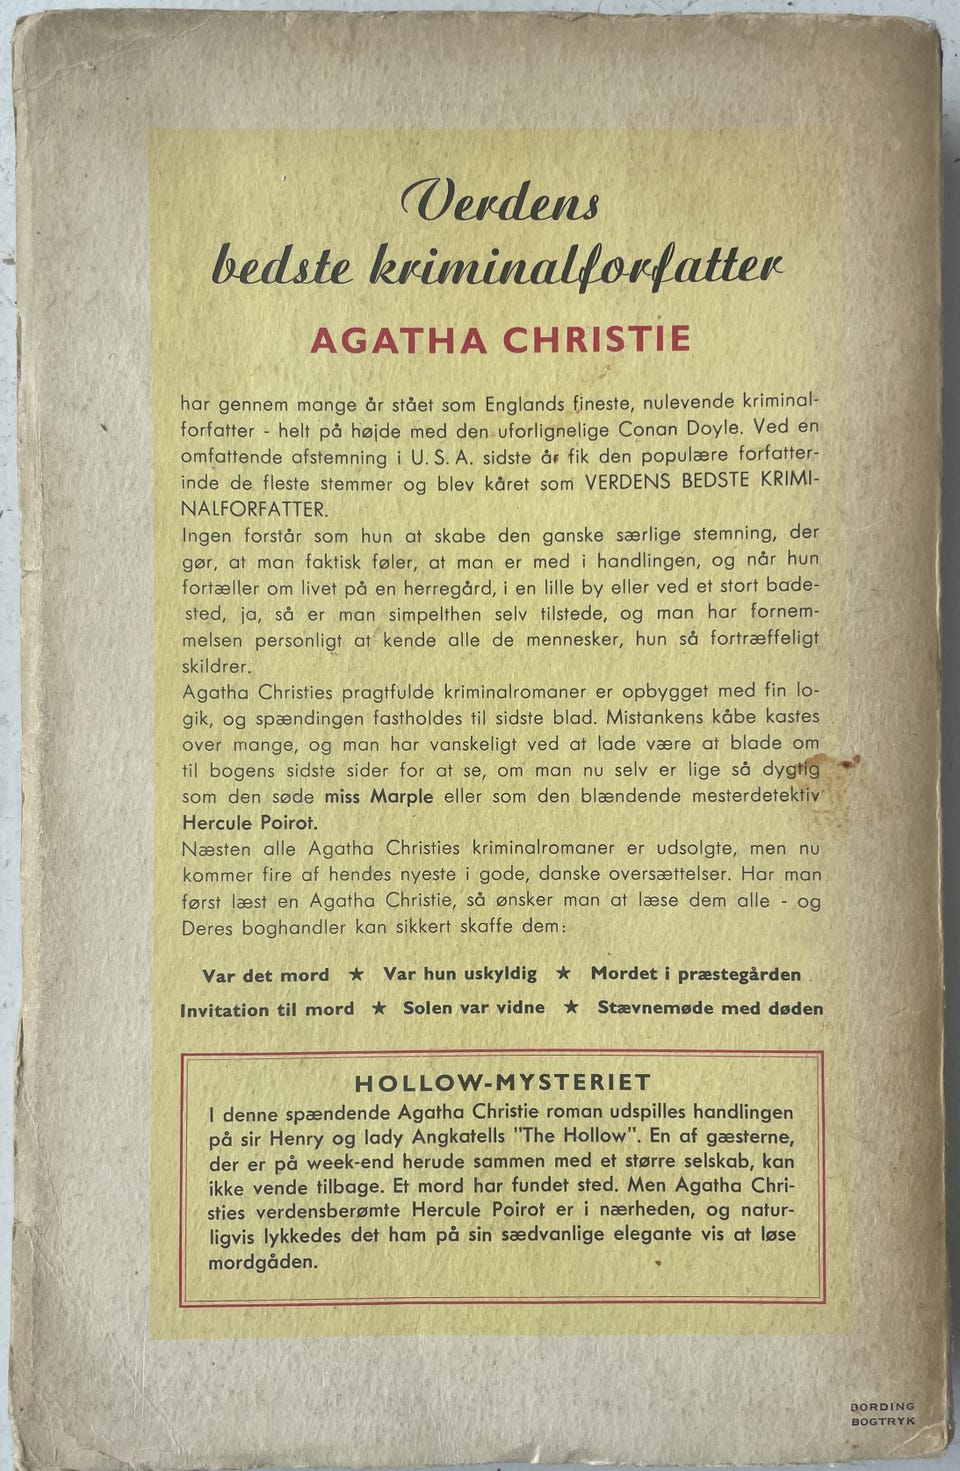 Verdens
bedste kriminalforfatter
AGATHA CHRISTIE
har gennem mange år stået som Englands fineste, nulevende kriminal-
forfatter - helt på højde med den uforlignelige Conan Doyle. Ved en
omfattende afstemning i U. S. A. sidste år fik den populære forfatter-
inde de fleste stemmer og blev kåret som VERDENS BEDSTE KRIMI-
NALFORFATTER.
Ingen forstår som hun at skabe den ganske særlige stemning, der
gør, at man faktisk føler, at man er med i handlingen, og når hun
fortæller om livet på en herregård, i en lille by eller ved et stort bade-
sted, ja, så er man simpelthen selv tilstede, og man har fornem-
melsen personligt at kende alle de mennesker, hun så fortræffeligt
skildrer.
Agatha Christies pragtfulde kriminalromaner er opbygget med fin lo-
gik, og spændingen fastholdes til sidste blad. Mistankens kåbe kastes
over mange, og man har vanskeligt ved at lade være at blade om
til bogens sidste sider for at se, om man nu selv er lige så dygtig
som den søde miss Marple eller som den blændende mesterdetektiv
Hercule Poirot.
Næsten alle Agatha Christies kriminalromaner er udsolgte, men nu
kommer fire af hendes nyeste i gode, danske oversættelser. Har man
først læst en Agatha Christie, så ønsker man at læse dem alle - og
Deres boghandler kan sikkert skaffe dem:
Var det mord ★ Var hun uskyldig ★ Mordet i præstegården
Invitation til mord ★ Solen var vidne ★ Stævnemøde med døden
HOLLOW-MYSTERIET
I denne spændende Agatha Christie roman udspilles handlingen
på sir Henry og lady Angkatells "The Hollow". En af gæsterne,
der er på week-end herude sammen med et større selskab, kan
ikke vende tilbage. Et mord har fundet sted. Men Agatha Chri-
sties verdensberømte Hercule Poirot er i nærheden, og natur-
ligvis lykkedes det ham på sin sædvanlige elegante vis at løse
mordgåden.
BORDING
BOGTRYK